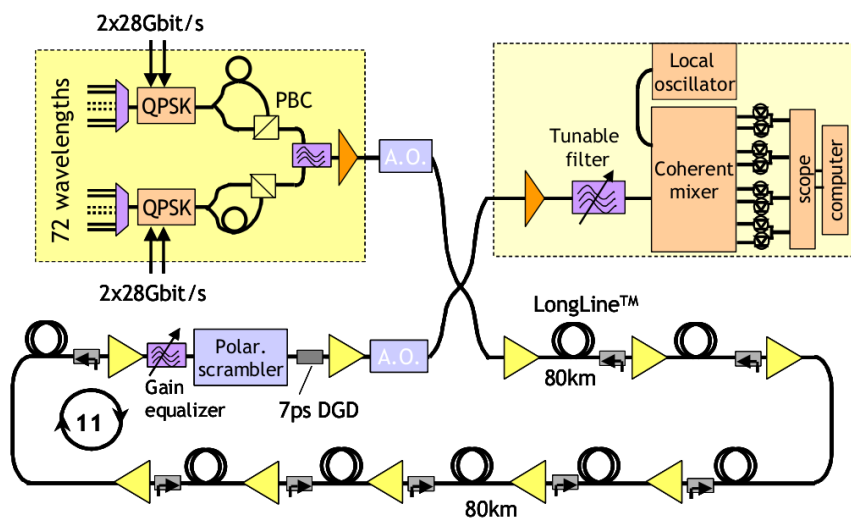 2x28Gbit/s
72 wavelengths
QPSK
PBC
QPSK
2x28Gbit/s
A.O.
Local
oscillator
Tunable
filter
Coherent
mixer
scope
computer
LongLine™
80km
Polar.
scrambler
A.O.
Gain
equalizer
7ps DGD
11
80km